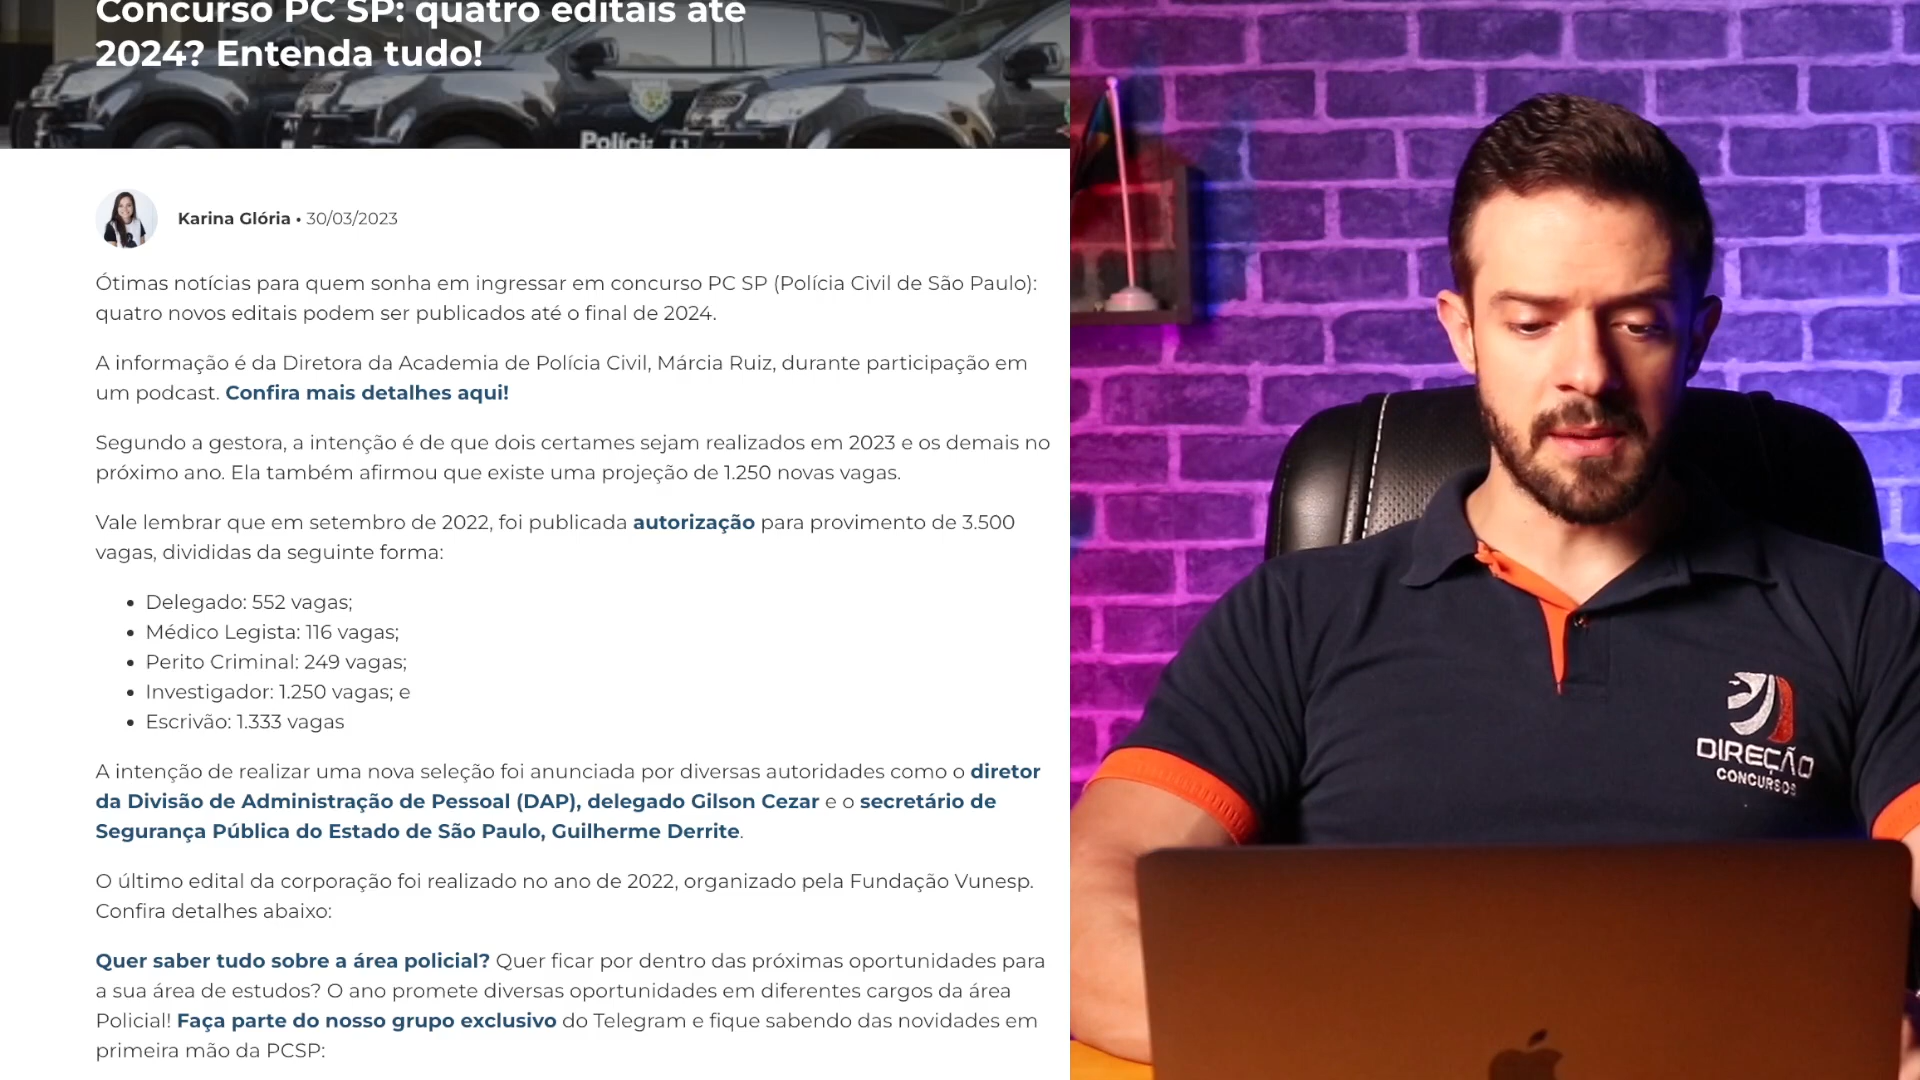 Concurso PC SP: quatro editais até
2024? Entenda tudo!
Polícia
Karina Glória • 30/03/2023
Ótimas notícias para quem sonha em ingressar em concurso PC SP (Polícia Civil de São Paulo):
quatro novos editais podem ser publicados até o final de 2024.
A informação é da Diretora da Academia de Polícia Civil, Márcia Ruiz, durante participação em
um podcast. Confira mais detalhes aqui!
Segundo a gestora, a intenção é de que dois certames sejam realizados em 2023 e os demais no
próximo ano. Ela também afirmou que existe uma projeção de 1.250 novas vagas.
Vale lembrar que em setembro de 2022, foi publicada autorização para provimento de 3.500
vagas, divididas da seguinte forma:
• Delegado: 552 vagas;
• Médico Legista: 116 vagas;
• Perito Criminal: 249 vagas;
• Investigador: 1.250 vagas; e
• Escrivão: 1.333 vagas
A intenção de realizar uma nova seleção foi anunciada por diversas autoridades como o diretor
da Divisão de Administração de Pessoal (DAP), delegado Gilson Cezar e o secretário de
Segurança Pública do Estado de São Paulo, Guilherme Derrite.
O último edital da corporação foi realizado no ano de 2022, organizado pela Fundação Vunesp.
Confira detalhes abaixo:
Quer saber tudo sobre a área policial? Quer ficar por dentro das próximas oportunidades para
a sua área de estudos? O ano promete diversas oportunidades em diferentes cargos da área
Policial! Faça parte do nosso grupo exclusivo do Telegram e fique sabendo das novidades em
primeira mão da PCSP:
DIREÇÃO
CONCURSOS